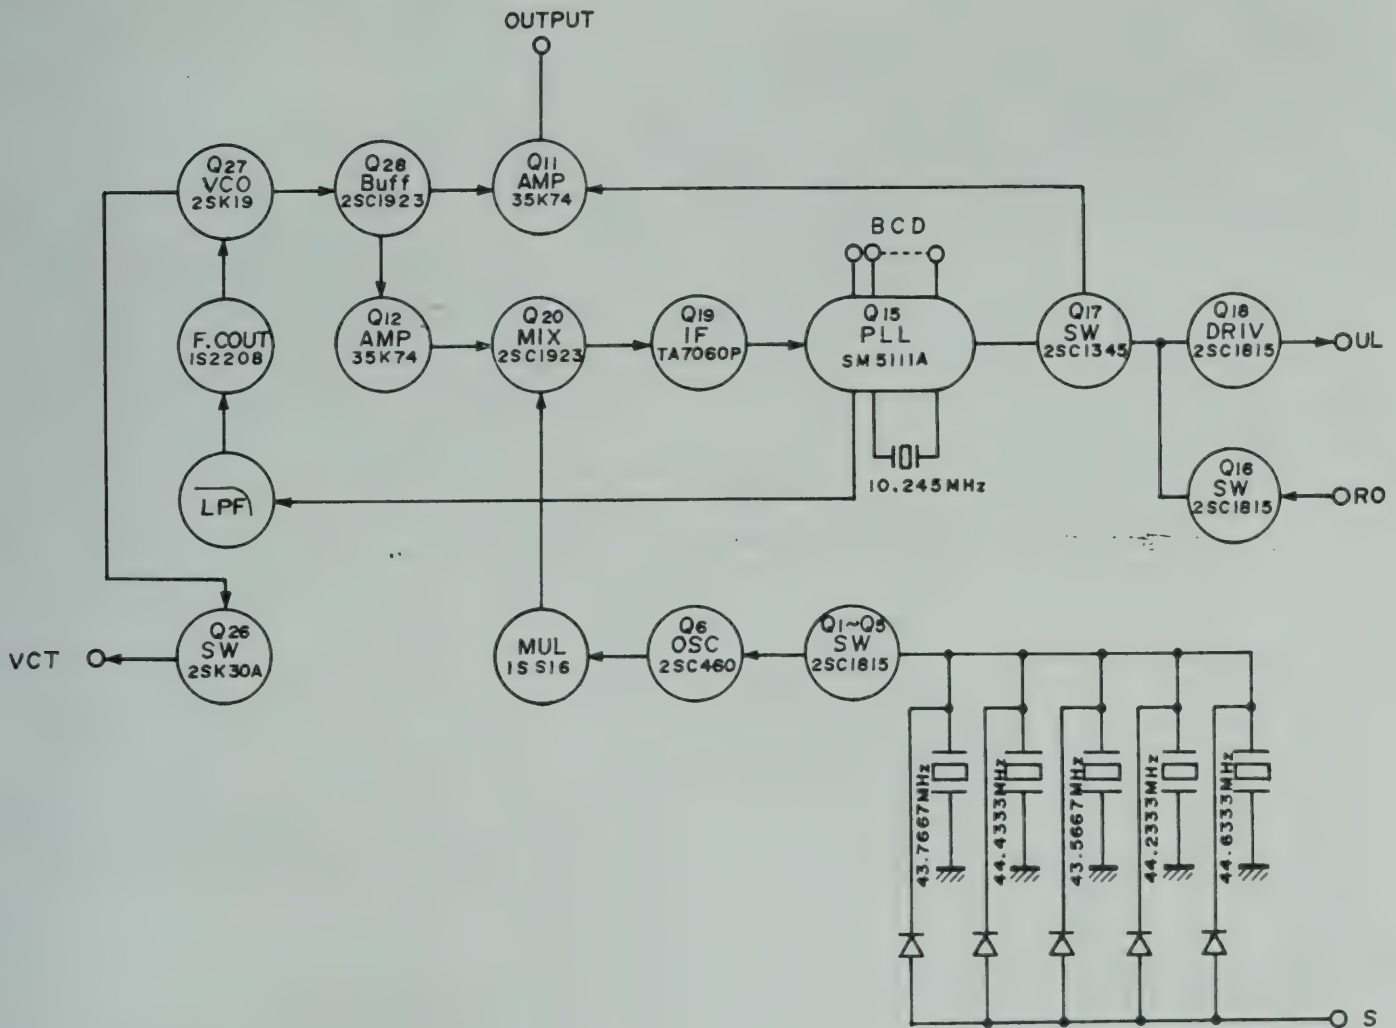 OUTPUT
Q27
VCO
2SK19
Q28
Buff
2SC1923
Q11
AMP
35K74
BCD
F.COUT
1S2208
Q12
AMP
35K74
Q20
MIX
2SC1923
Q19
IF
TA7060P
Q15
PLL
SM5111A
Q17
SW
2SC1345
Q18
DRIV
2SC1815
UL
LPF
10.245MHz
Q16
SW
2SC1815
RO
VCT
Q26
SW
2SK30A
MUL
1SS16
Q6
OSC
2SC460
Q1~Q5
SW
2SC1815
43.7667MHz
44.4333MHz
43.5667MHz
44.2333MHz
44.6333MHz
S